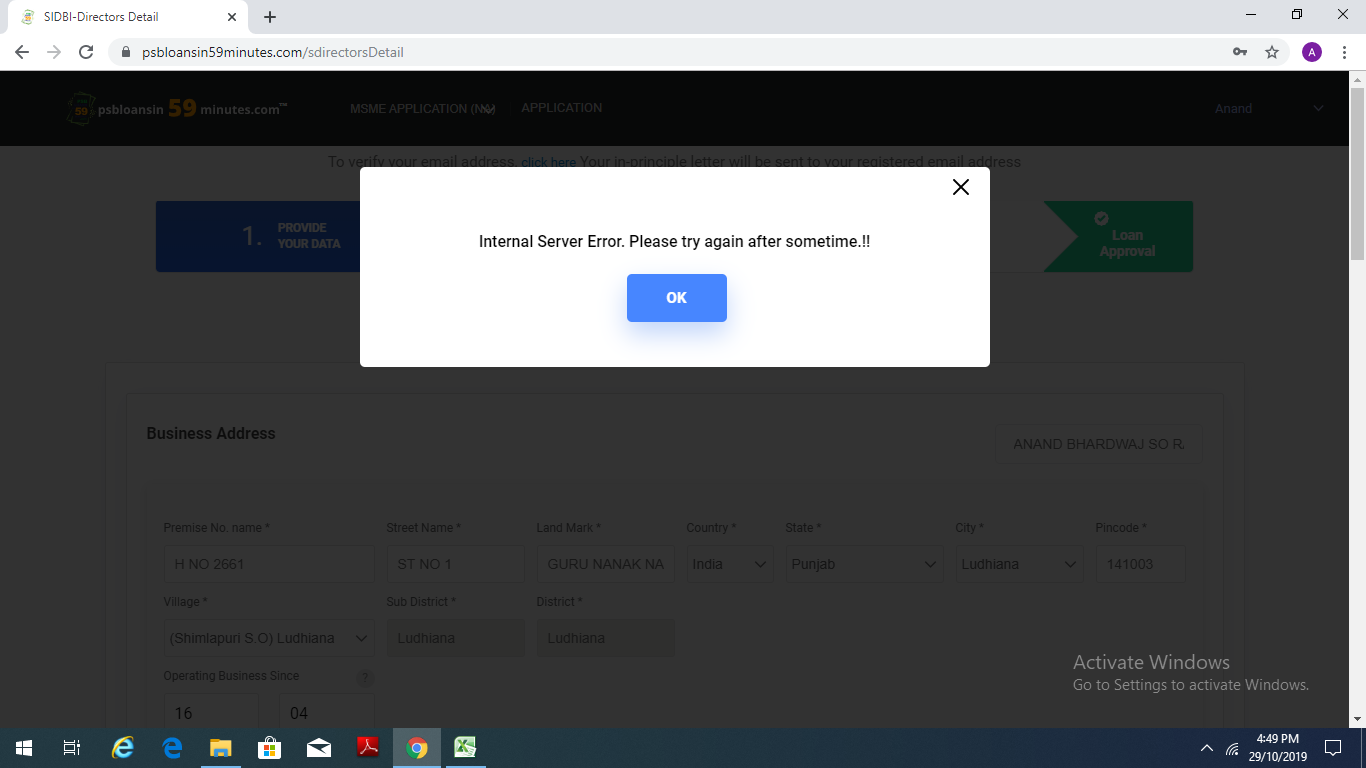 SIDBI-Directors Detail
psbloansin59minutes.com/sdirectorsDetail
A
59 psbloansin 59 minutes.com™
MSME APPLICATION
APPLICATION
Anand
To verify your email address, click here Your in-principle letter will be sent to your registered email address
Internal Server Error. Please try again after sometime.!!
OK
1. PROVIDE
YOUR DATA
Loan
Approval
Business Address
ANAND BHARDWAJ SO
Premise No. name * Street Name * Land Mark * Country * State * City * Pincode *
H NO 2661 ST NO 1 GURU NANAK NA India Punjab Ludhiana 141003
Village * Sub District * District *
(Shimlapuri S.O) Ludhiana Ludhiana Ludhiana
Operating Business Since ?
16 04
Activate Windows
Go to Settings to activate Windows.
4:49 PM
29/10/2019